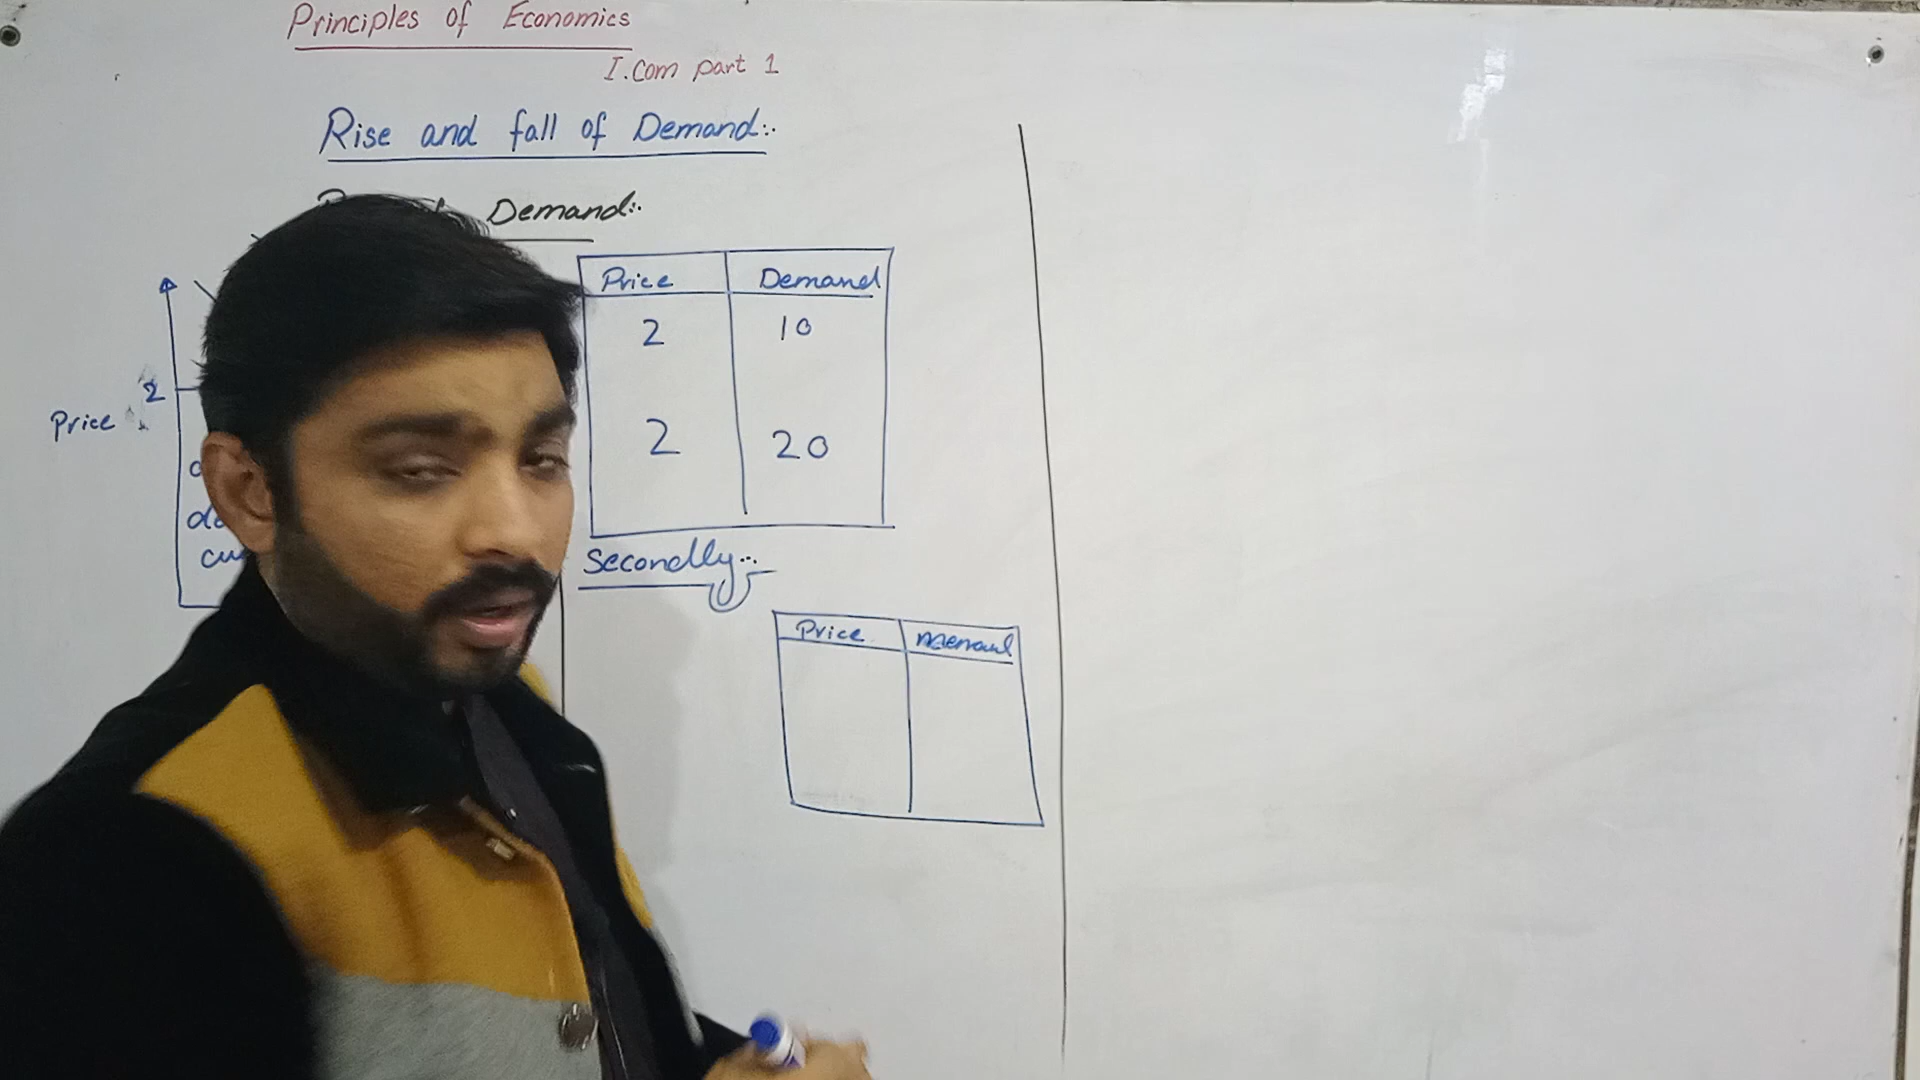 Principles of Economics
I.Com part 1
Rise and fall of Demand:.
Demand:.
Price Demand
2 10
2 20
2
Price
Secondly...
Price